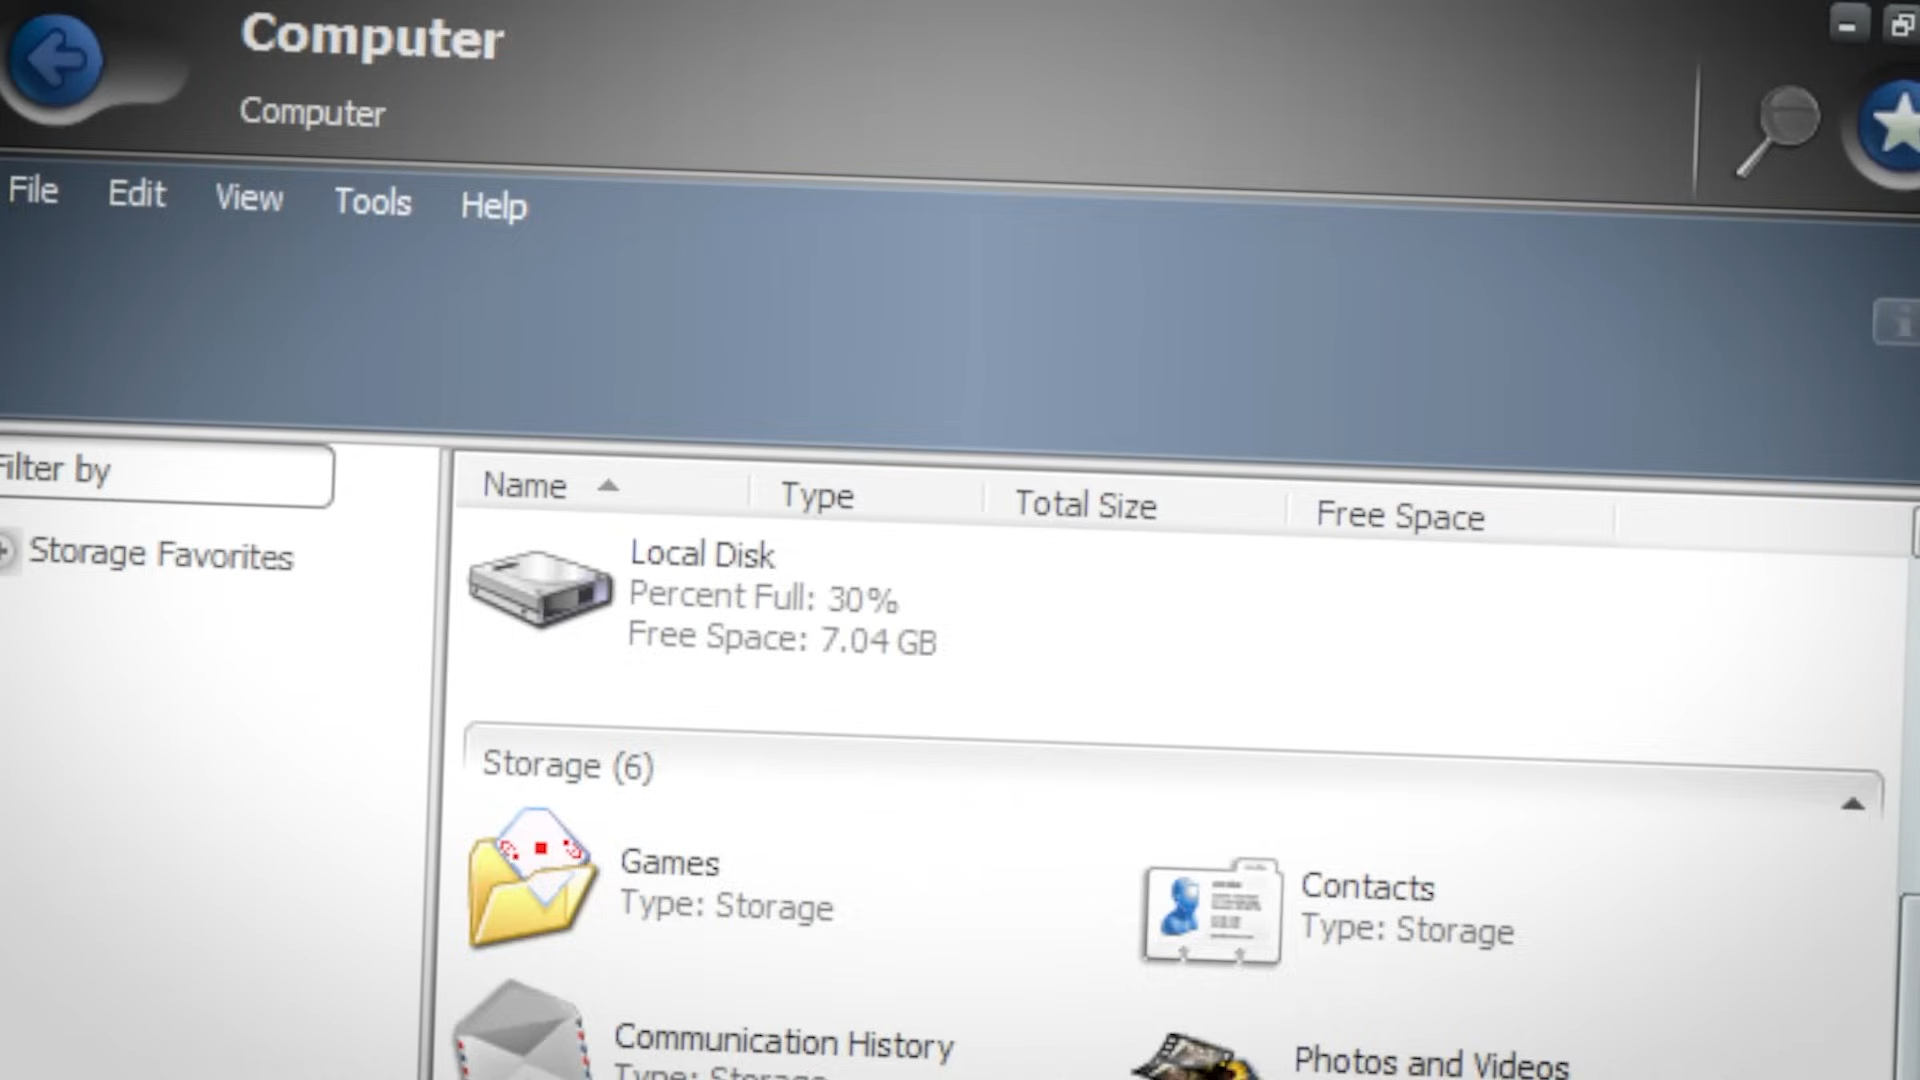 Computer
Computer
File Edit View Tools Help
Filter by
Name Type Total Size Free Space
Storage Favorites
Local Disk
Percent Full: 30%
Free Space: 7.04 GB
Storage (6)
Games
Type: Storage
Contacts
Type: Storage
Communication History
Type: Storage
Photos and Videos